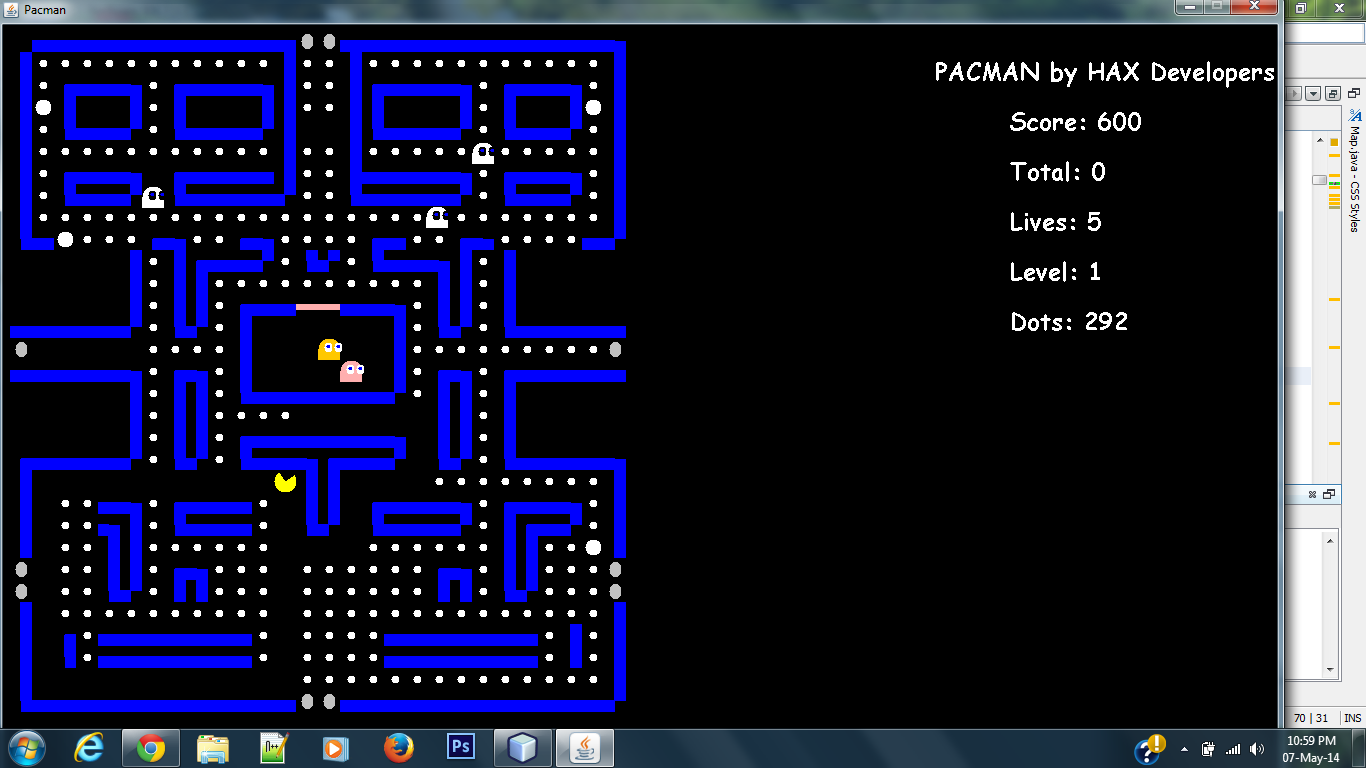 Pacman
PACMAN by HAX Developers
Score: 600
Total: 0
Lives: 5
Level: 1
Dots: 292
Map.java - CSS Styles
70 | 31
INS
Ps
10:59 PM
07-May-14